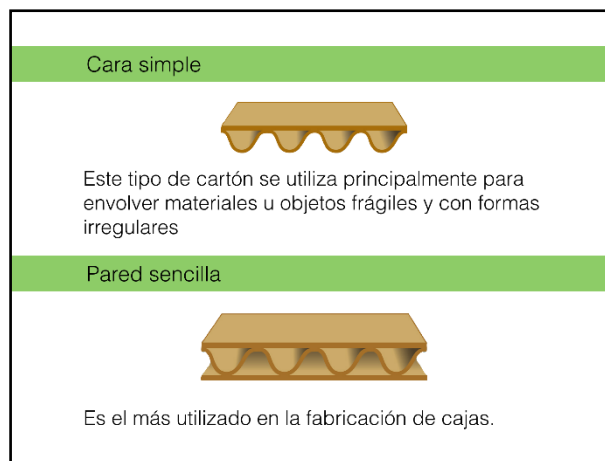 Cara simple
Este tipo de cartón se utiliza principalmente para
envolver materiales u objetos frágiles y con formas
irregulares
Pared sencilla
Es el más utilizado en la fabricación de cajas.